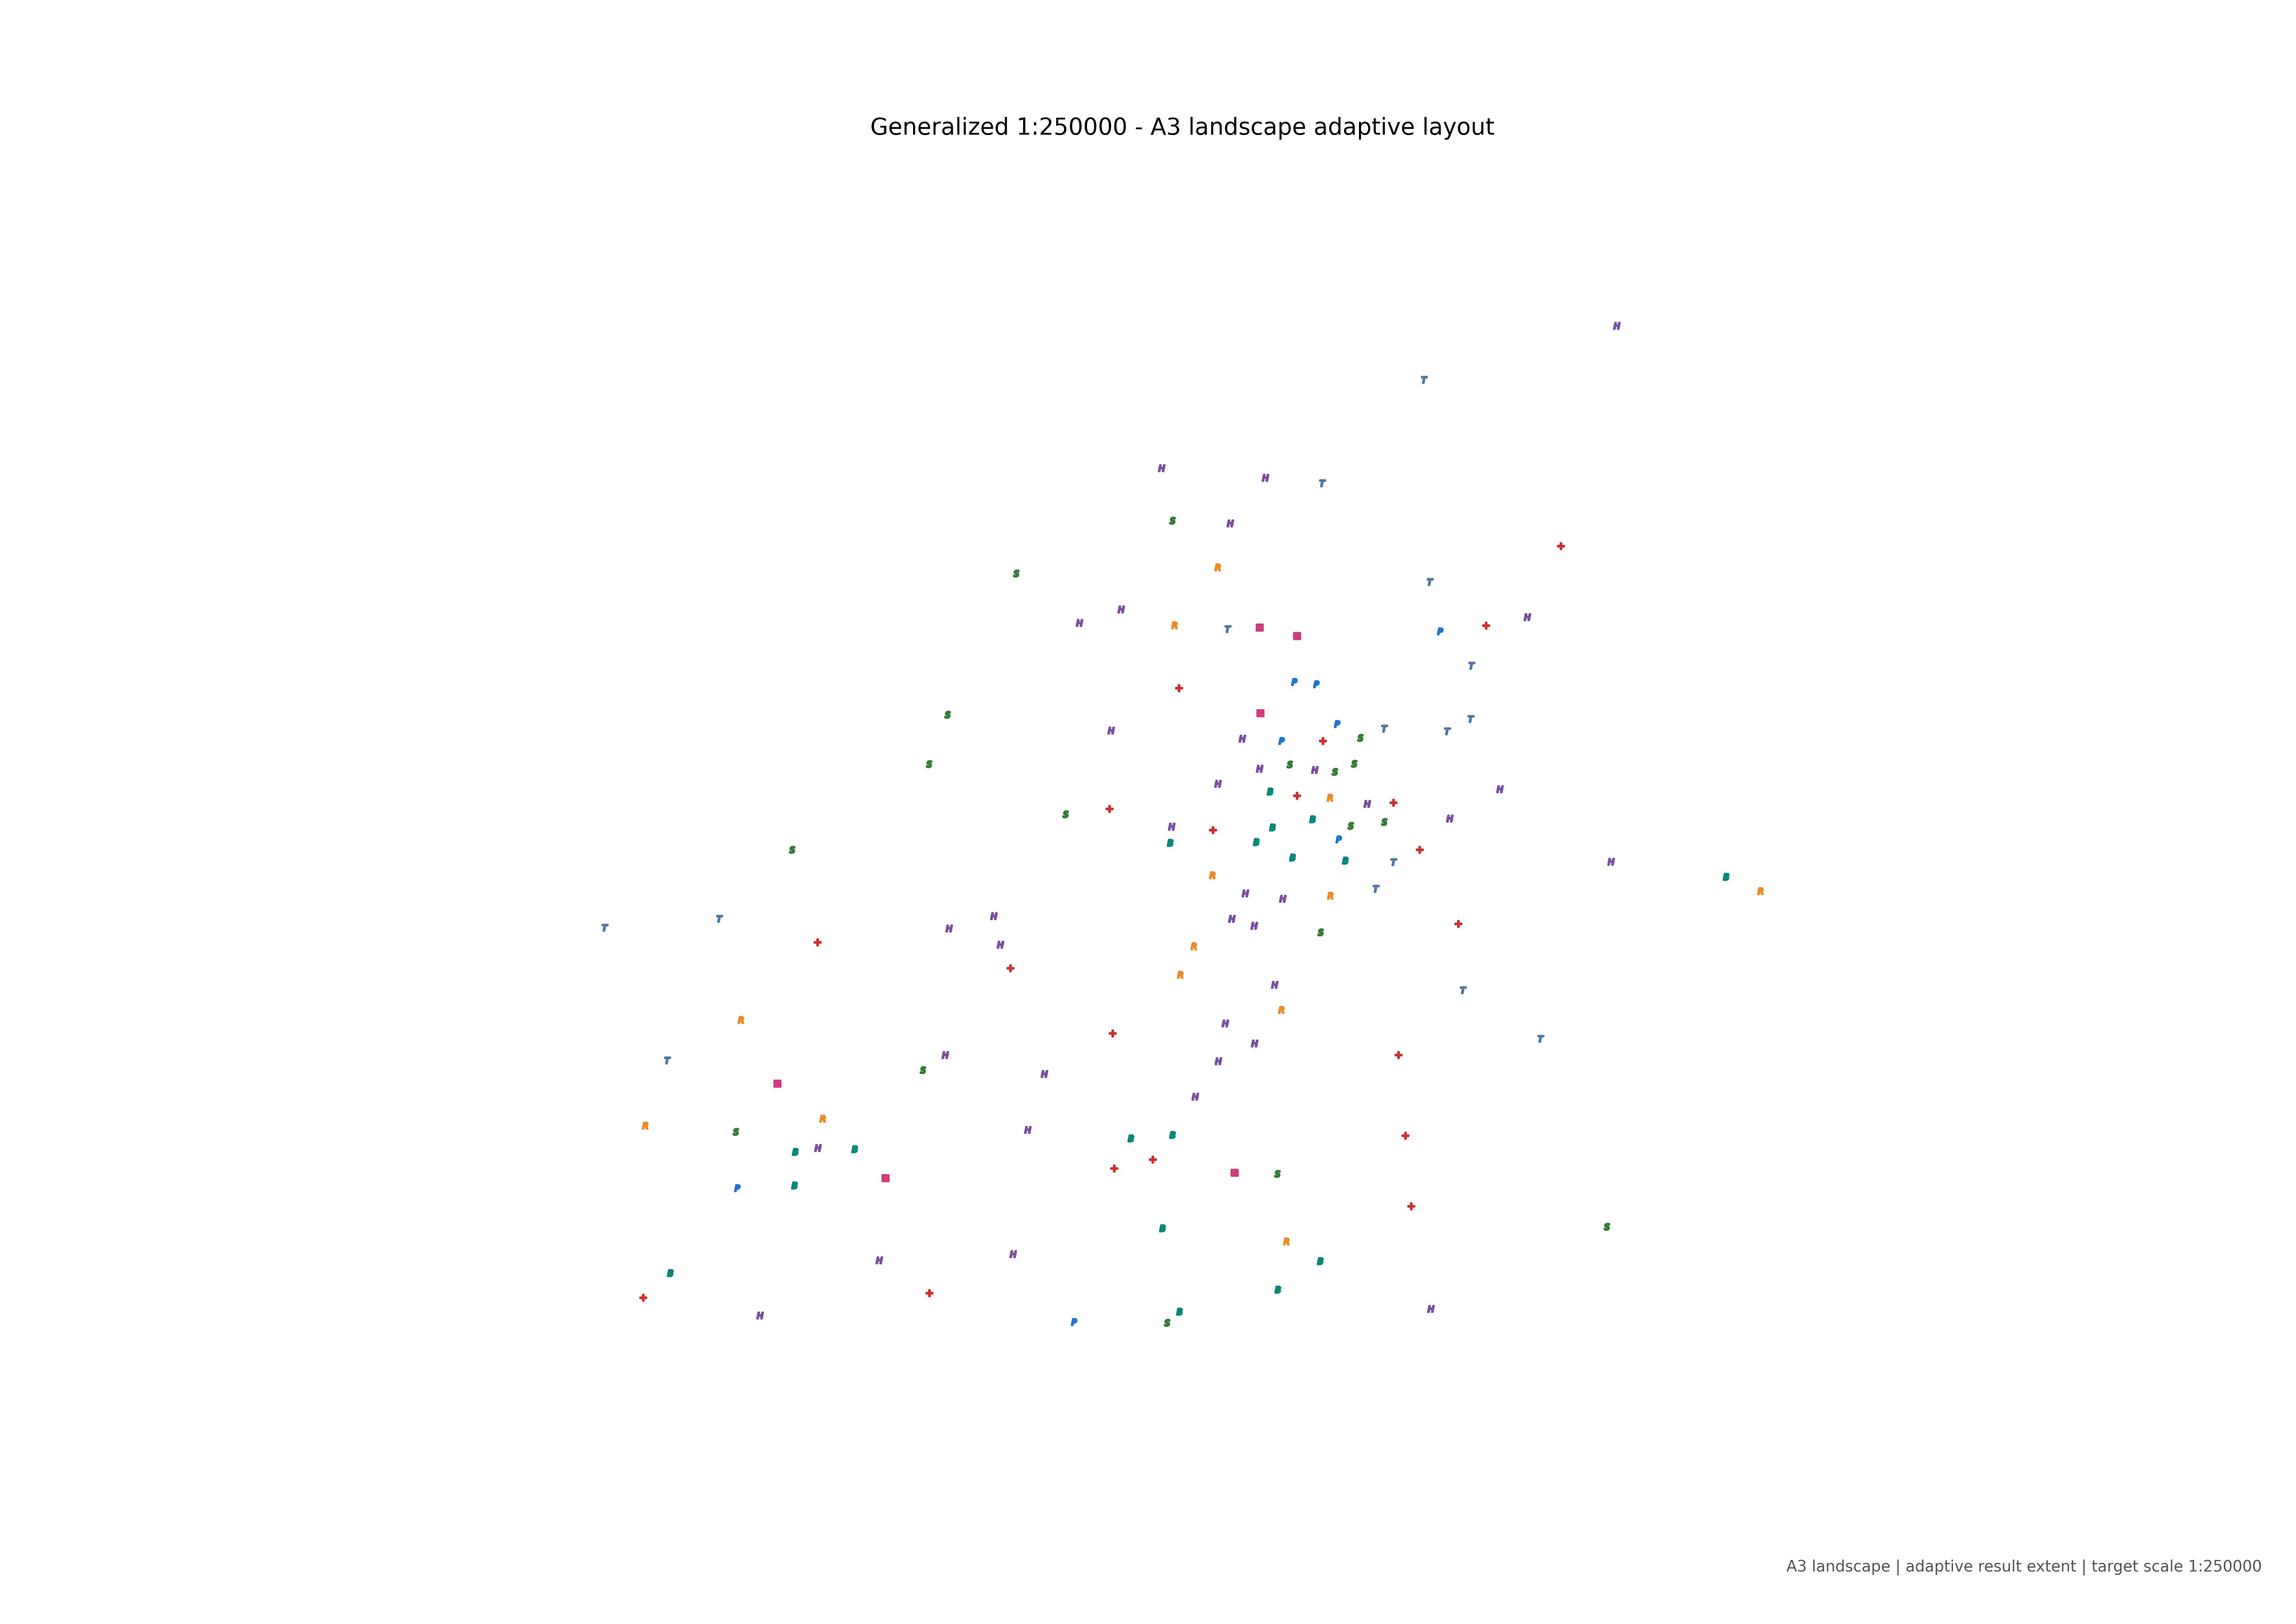 Generalized 1:250000 - A3 landscape adaptive layout
A3 landscape | adaptive result extent | target scale 1:250000